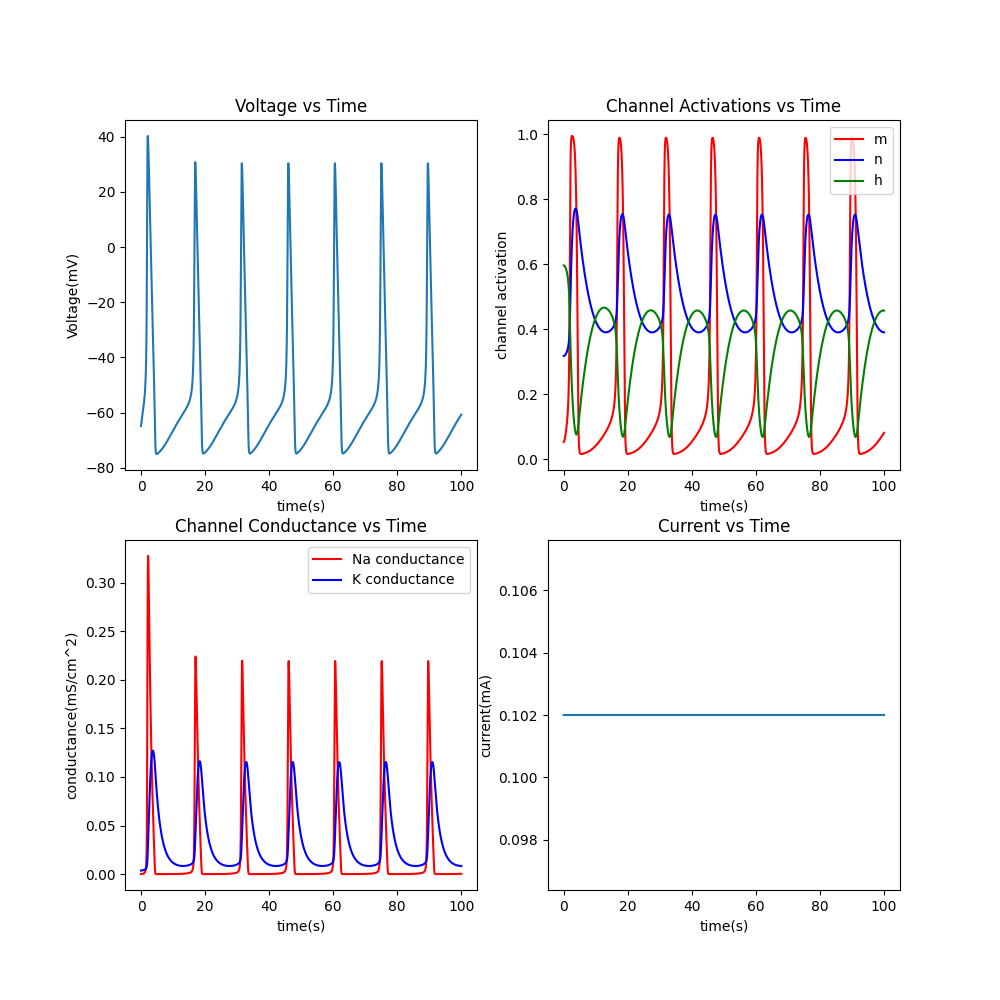 Voltage vs Time
40
20
0
−20
−40
−60
−80
Voltage(mV)
0 20 40 60 80 100
time(s)
Channel Activations vs Time
1.0
0.8
0.6
0.4
0.2
0.0
channel activation
m
n
h
0 20 40 60 80 100
time(s)
Channel Conductance vs Time
0.30
0.25
0.20
0.15
0.10
0.05
0.00
conductance(mS/cm^2)
Na conductance
K conductance
0 20 40 60 80 100
time(s)
Current vs Time
0.106
0.104
0.102
0.100
0.098
current(mA)
0 20 40 60 80 100
time(s)